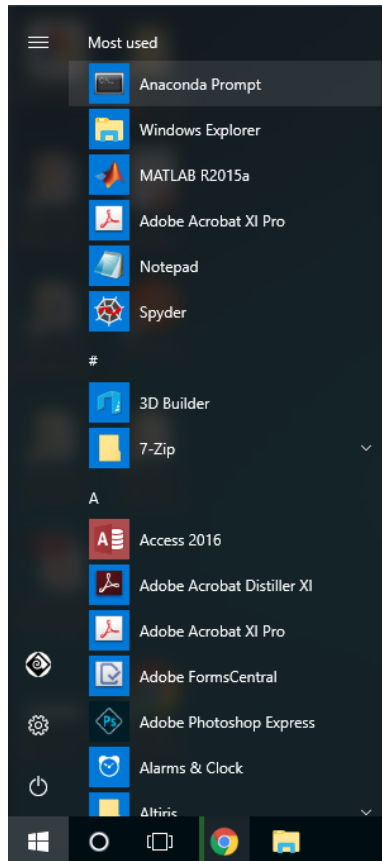 Most used
Anaconda Prompt
Windows Explorer
MATLAB R2015a
Adobe Acrobat XI Pro
Notepad
Spyder
#
3D Builder
7-Zip
A
Access 2016
Adobe Acrobat Distiller XI
Adobe Acrobat XI Pro
Adobe FormsCentral
Adobe Photoshop Express
Alarms & Clock
Altiris